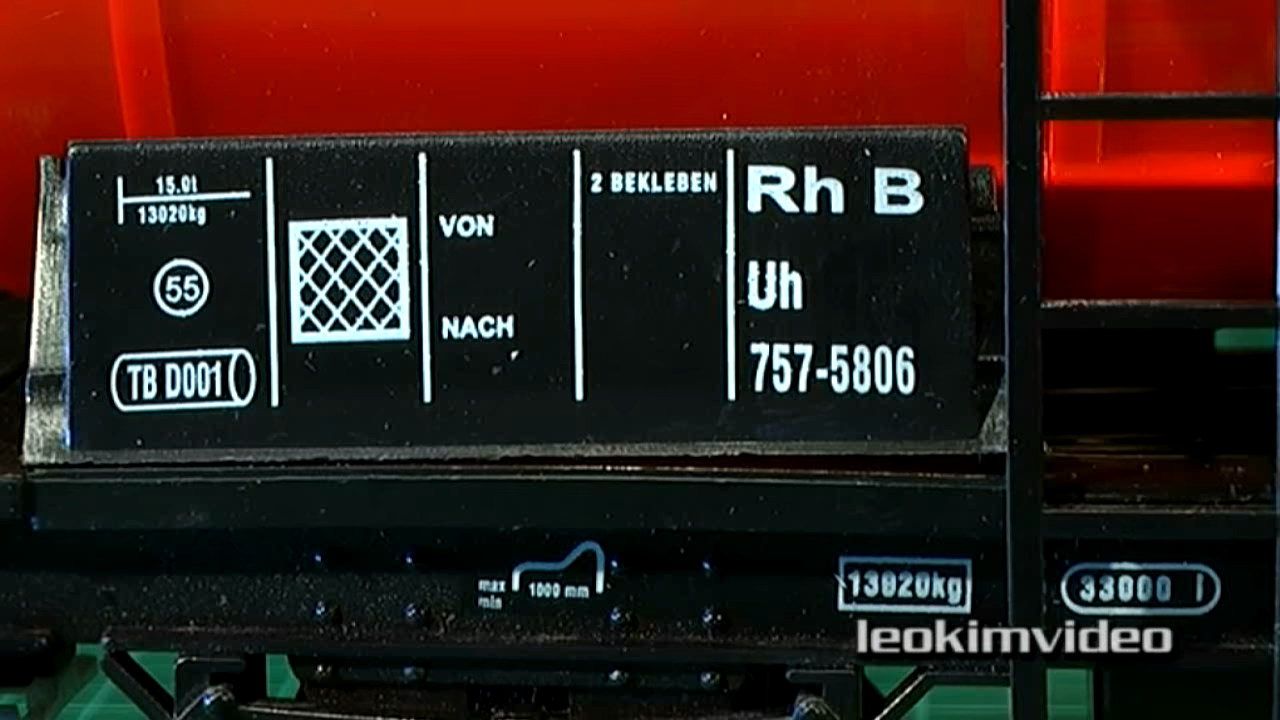 15.0t
13020kg
55
TB D001
VON
NACH
2 BEKLEBEN
Rh B
Uh
757-5806
max
min
1000 mm
13020kg
33000 l
leokimvideo